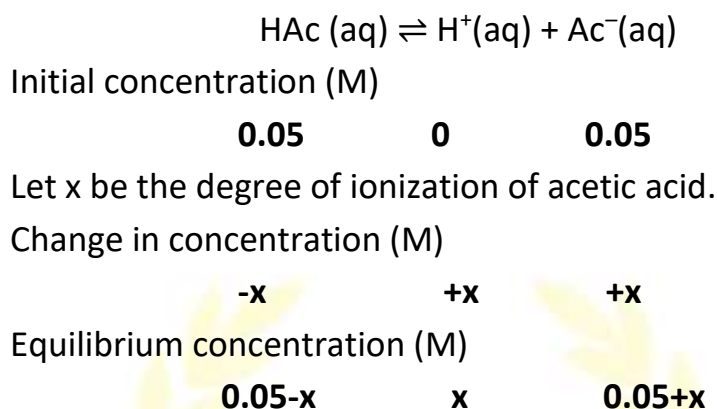 HAc (aq) ⇌ H⁺(aq) + Ac⁻(aq)
Initial concentration (M)
0.05 0 0.05
Let x be the degree of ionization of acetic acid.
Change in concentration (M)
-x +x +x
Equilibrium concentration (M)
0.05-x x 0.05+x